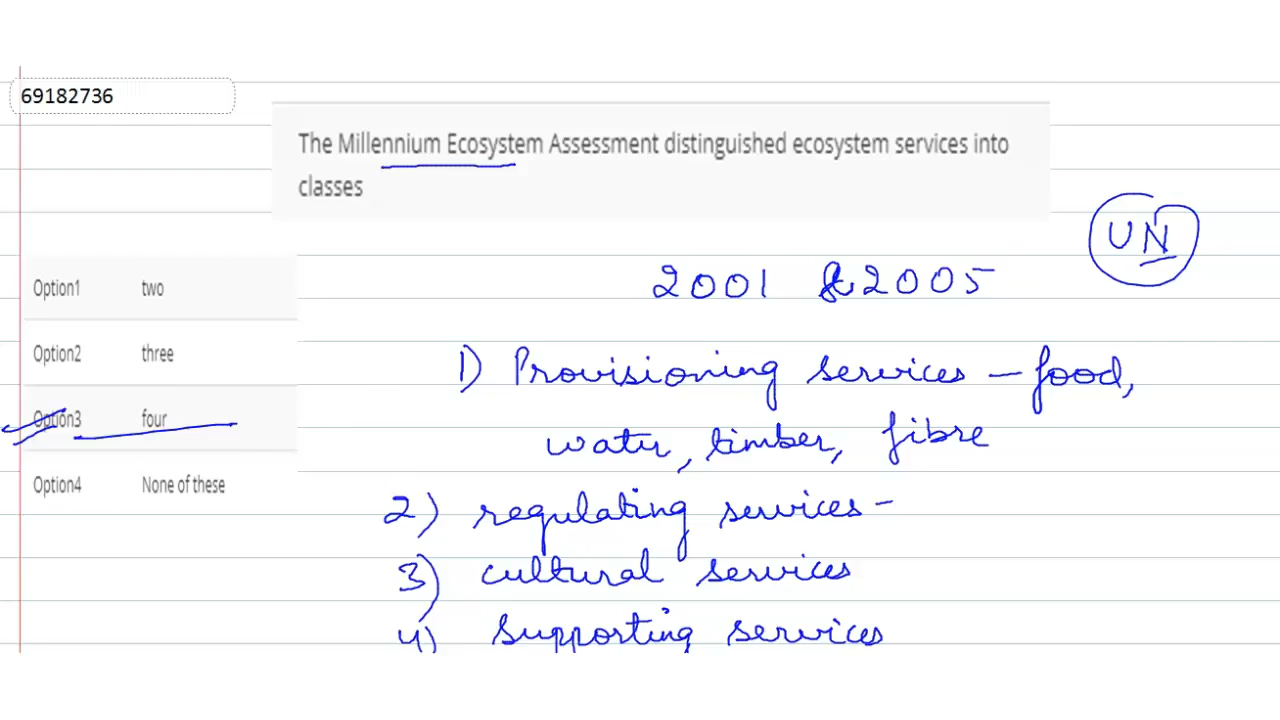 69182736
The Millennium Ecosystem Assessment distinguished ecosystem services into
classes
UN
2001 & 2005
Option1 two
Option2 three
Option3 four
Option4 None of these
1) Provisioning services – food,
water, timber, fibre
2) regulating services -
3) cultural services
4) supporting services